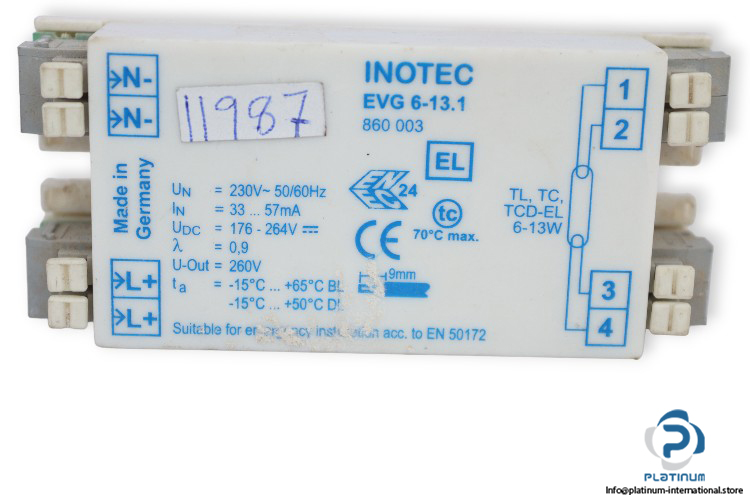 >N-
>N-
11987
INOTEC
EVG 6-13.1
860 003
EL
1
2
Made in
Germany
UN = 230V~ 50/60Hz
IN = 33 ... 57mA
UDC = 176 - 264V
λ = 0,9
U-Out = 260V
ta = -15°C ... +65°C BL
-15°C ... +50°C DL
24
tc
70°C max.
CE
9mm
TL, TC,
TCD-EL
6-13W
>L+
>L+
3
4
Suitable for acc. to EN 50172
PLATINUM
Info@platinum-international.store